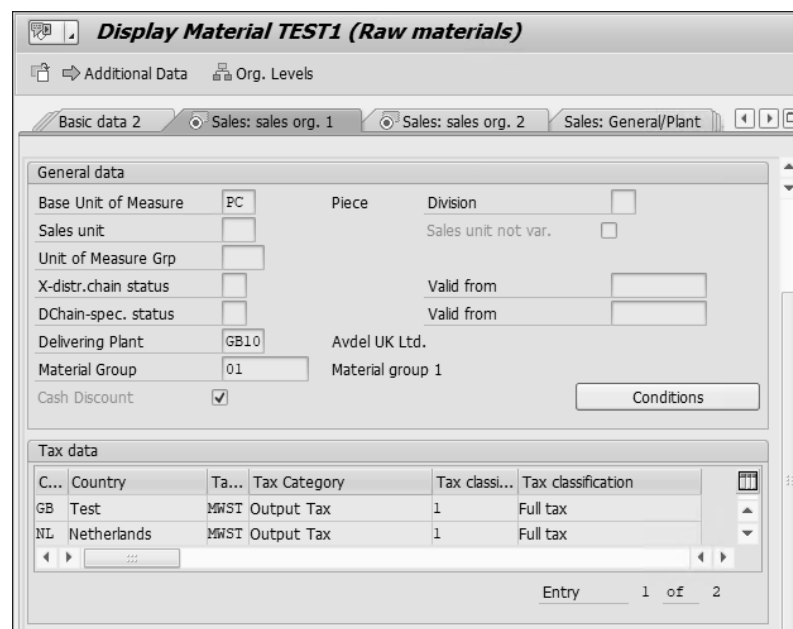 Display Material TEST1 (Raw materials)
Additional Data Org. Levels
Basic data 2 Sales: sales org. 1 Sales: sales org. 2 Sales: General/Plant
General data
Base Unit of Measure PC Piece Division
Sales unit Sales unit not var.
Unit of Measure Grp
X-distr.chain status Valid from
DChain-spec. status Valid from
Delivering Plant GB10 Avdel UK Ltd.
Material Group 01 Material group 1
Cash Discount Conditions
Tax data
C... Country Ta... Tax Category Tax classi... Tax classification
GB Test MWST Output Tax 1 Full tax
NL Netherlands MWST Output Tax 1 Full tax
Entry 1 of 2